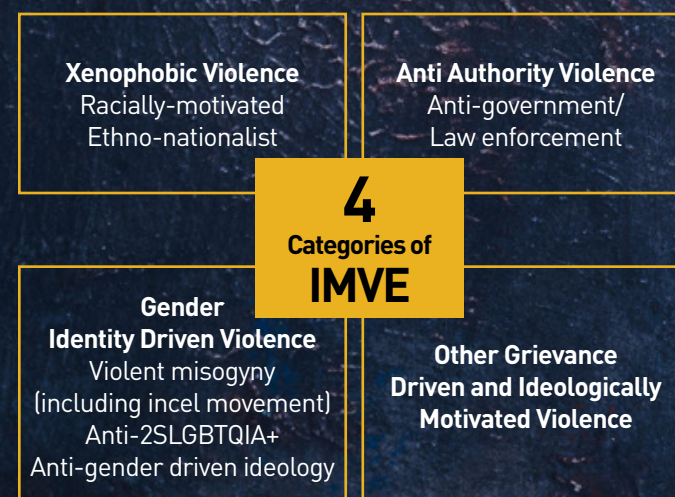 Xenophobic Violence
Racially-motivated
Ethno-nationalist
Anti Authority Violence
Anti-government/
Law enforcement
4
Categories of
IMVE
Gender
Identity Driven Violence
Violent misogyny
(including incel movement)
Anti-2SLGBTQIA+
Anti-gender driven ideology
Other Grievance
Driven and Ideologically
Motivated Violence